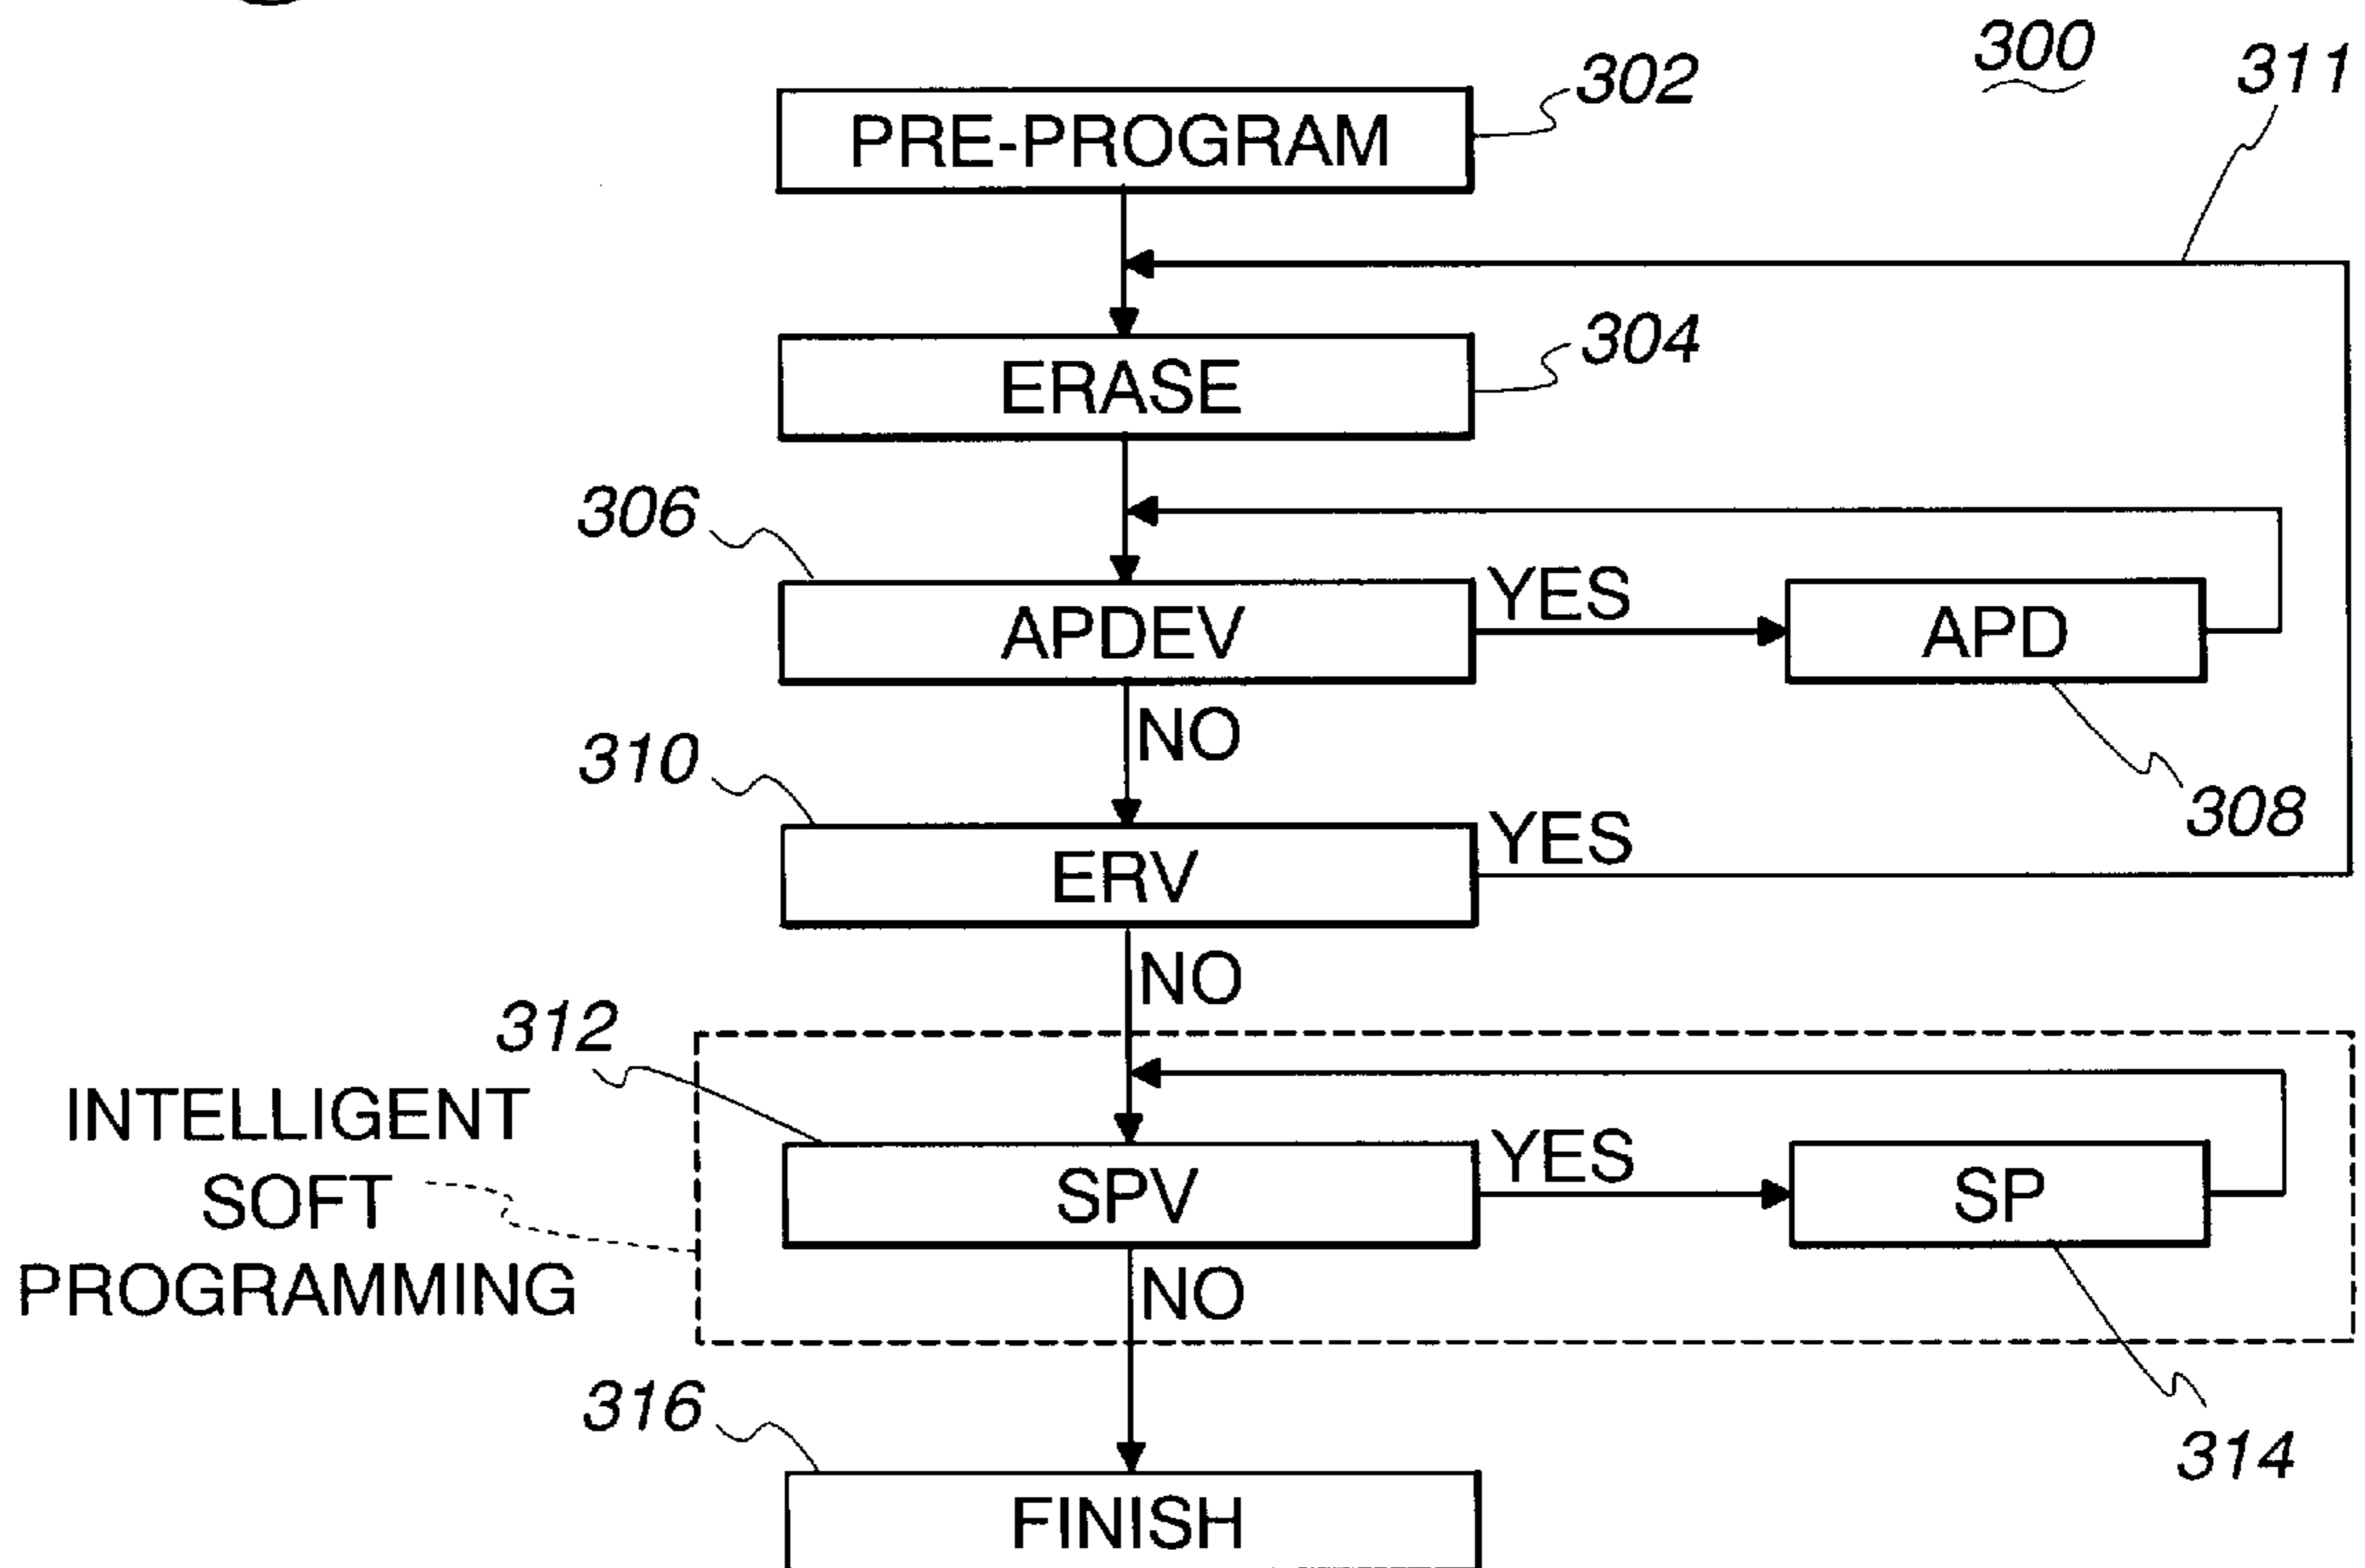 300
311
302
PRE-PROGRAM
304
ERASE
306
APDEV
YES
APD
NO
308
310
ERV
YES
NO
312
INTELLIGENT
SOFT
PROGRAMMING
SPV
YES
SP
NO
314
316
FINISH